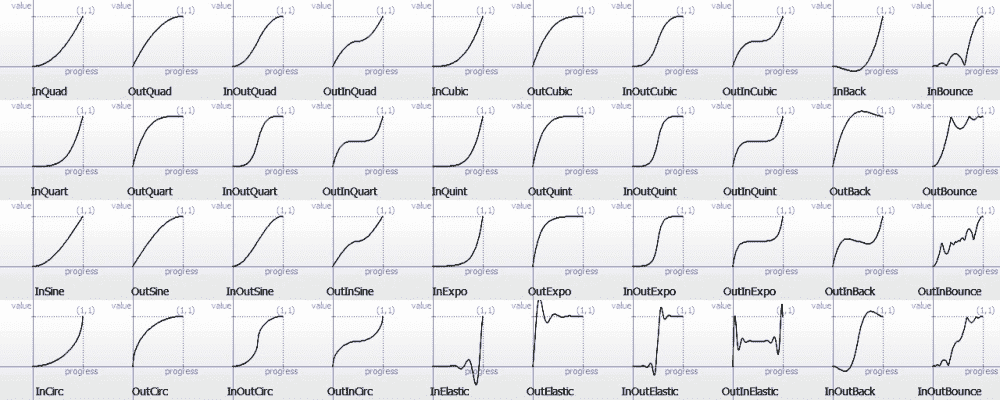 value (1,1) value (1,1) value (1,1) value (1,1) value (1,1) value (1,1) value (1,1) value (1,1) value (1,1) value (1,1)
progress progress progress progress progress progress progress progress progress progress
InQuad OutQuad InOutQuad OutInQuad InCubic OutCubic InOutCubic OutInCubic InBack InBounce
value (1,1) value (1,1) value (1,1) value (1,1) value (1,1) value (1,1) value (1,1) value (1,1) value (1,1) value (1,1)
progress progress progress progress progress progress progress progress progress progress
InQuart OutQuart InOutQuart OutInQuart InQuint OutQuint InOutQuint OutInQuint OutBack OutBounce
value (1,1) value (1,1) value (1,1) value (1,1) value (1,1) value (1,1) value (1,1) value (1,1) value (1,1) value (1,1)
progress progress progress progress progress progress progress progress progress progress
InSine OutSine InOutSine OutInSine InExpo OutExpo InOutExpo OutInExpo OutInBack OutInBounce
value (1,1) value (1,1) value (1,1) value (1,1) value (1,1) value (1,1) value (1,1) value (1,1) value (1,1) value (1,1)
progress progress progress progress progress progress progress progress progress progress
InCirc OutCirc InOutCirc OutInCirc InElastic OutElastic InOutElastic OutInElastic InOutBack InOutBounce